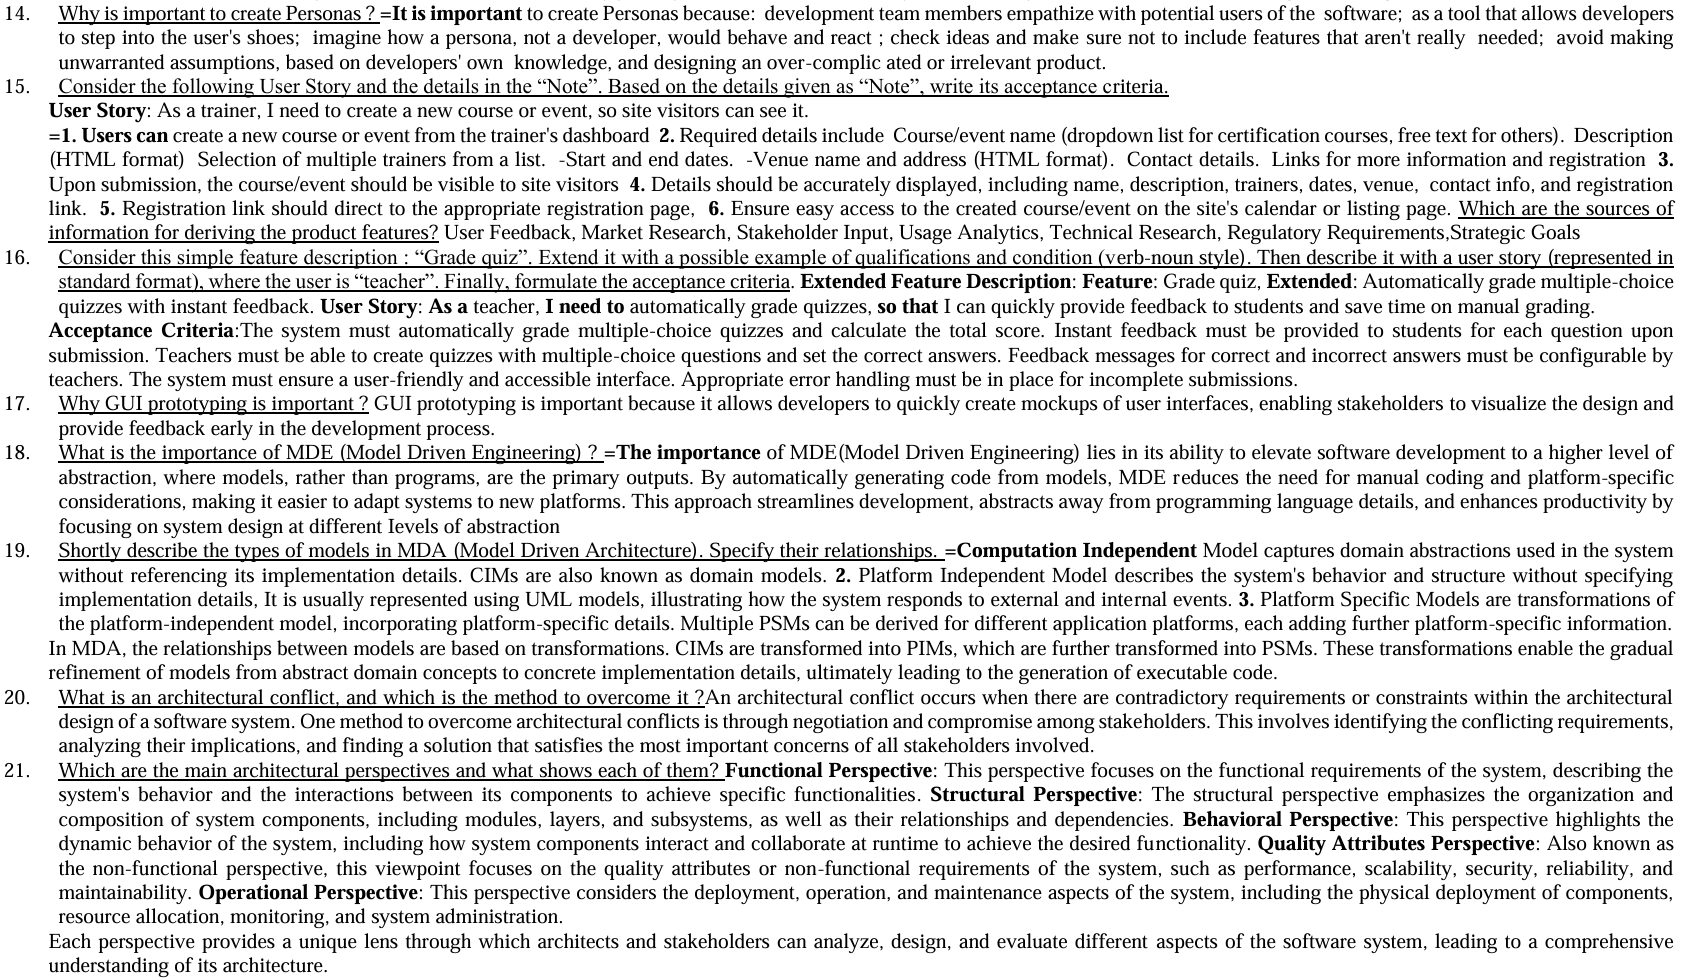 14. Why is important to create Personas ? =It is important to create Personas because: development team members empathize with potential users of the software; as a tool that allows developers
to step into the user's shoes; imagine how a persona, not a developer, would behave and react ; check ideas and make sure not to include features that aren't really needed; avoid making
unwarranted assumptions, based on developers' own knowledge, and designing an over-complic ated or irrelevant product.
15. Consider the following User Story and the details in the “Note”. Based on the details given as “Note”, write its acceptance criteria.
User Story: As a trainer, I need to create a new course or event, so site visitors can see it.
=1. Users can create a new course or event from the trainer's dashboard 2. Required details include Course/event name (dropdown list for certification courses, free text for others). Description
(HTML format) Selection of multiple trainers from a list. -Start and end dates. -Venue name and address (HTML format). Contact details. Links for more information and registration 3.
Upon submission, the course/event should be visible to site visitors 4. Details should be accurately displayed, including name, description, trainers, dates, venue, contact info, and registration
link. 5. Registration link should direct to the appropriate registration page, 6. Ensure easy access to the created course/event on the site's calendar or listing page. Which are the sources of
information for deriving the product features? User Feedback, Market Research, Stakeholder Input, Usage Analytics, Technical Research, Regulatory Requirements,Strategic Goals
16. Consider this simple feature description : “Grade quiz”. Extend it with a possible example of qualifications and condition (verb-noun style). Then describe it with a user story (represented in
standard format), where the user is “teacher”. Finally, formulate the acceptance criteria. Extended Feature Description: Feature: Grade quiz, Extended: Automatically grade multiple-choice
quizzes with instant feedback. User Story: As a teacher, I need to automatically grade quizzes, so that I can quickly provide feedback to students and save time on manual grading.
Acceptance Criteria:The system must automatically grade multiple-choice quizzes and calculate the total score. Instant feedback must be provided to students for each question upon
submission. Teachers must be able to create quizzes with multiple-choice questions and set the correct answers. Feedback messages for correct and incorrect answers must be configurable by
teachers. The system must ensure a user-friendly and accessible interface. Appropriate error handling must be in place for incomplete submissions.
17. Why GUI prototyping is important ? GUI prototyping is important because it allows developers to quickly create mockups of user interfaces, enabling stakeholders to visualize the design and
provide feedback early in the development process.
18. What is the importance of MDE (Model Driven Engineering) ? =The importance of MDE(Model Driven Engineering) lies in its ability to elevate software development to a higher level of
abstraction, where models, rather than programs, are the primary outputs. By automatically generating code from models, MDE reduces the need for manual coding and platform-specific
considerations, making it easier to adapt systems to new platforms. This approach streamlines development, abstracts away from programming language details, and enhances productivity by
focusing on system design at different Ievels of abstraction
19. Shortly describe the types of models in MDA (Model Driven Architecture). Specify their relationships. =Computation Independent Model captures domain abstractions used in the system
without referencing its implementation details. CIMs are also known as domain models. 2. Platform Independent Model describes the system's behavior and structure without specifying
implementation details, It is usually represented using UML models, illustrating how the system responds to external and internal events. 3. Platform Specific Models are transformations of
the platform-independent model, incorporating platform-specific details. Multiple PSMs can be derived for different application platforms, each adding further platform-specific information.
In MDA, the relationships between models are based on transformations. CIMs are transformed into PIMs, which are further transformed into PSMs. These transformations enable the gradual
refinement of models from abstract domain concepts to concrete implementation details, ultimately leading to the generation of executable code.
20. What is an architectural conflict, and which is the method to overcome it ?An architectural conflict occurs when there are contradictory requirements or constraints within the architectural
design of a software system. One method to overcome architectural conflicts is through negotiation and compromise among stakeholders. This involves identifying the conflicting requirements,
analyzing their implications, and finding a solution that satisfies the most important concerns of all stakeholders involved.
21. Which are the main architectural perspectives and what shows each of them? Functional Perspective: This perspective focuses on the functional requirements of the system, describing the
system's behavior and the interactions between its components to achieve specific functionalities. Structural Perspective: The structural perspective emphasizes the organization and
composition of system components, including modules, layers, and subsystems, as well as their relationships and dependencies. Behavioral Perspective: This perspective highlights the
dynamic behavior of the system, including how system components interact and collaborate at runtime to achieve the desired functionality. Quality Attributes Perspective: Also known as
the non-functional perspective, this viewpoint focuses on the quality attributes or non-functional requirements of the system, such as performance, scalability, security, reliability, and
maintainability. Operational Perspective: This perspective considers the deployment, operation, and maintenance aspects of the system, including the physical deployment of components,
resource allocation, monitoring, and system administration.
Each perspective provides a unique lens through which architects and stakeholders can analyze, design, and evaluate different aspects of the software system, leading to a comprehensive
understanding of its architecture.